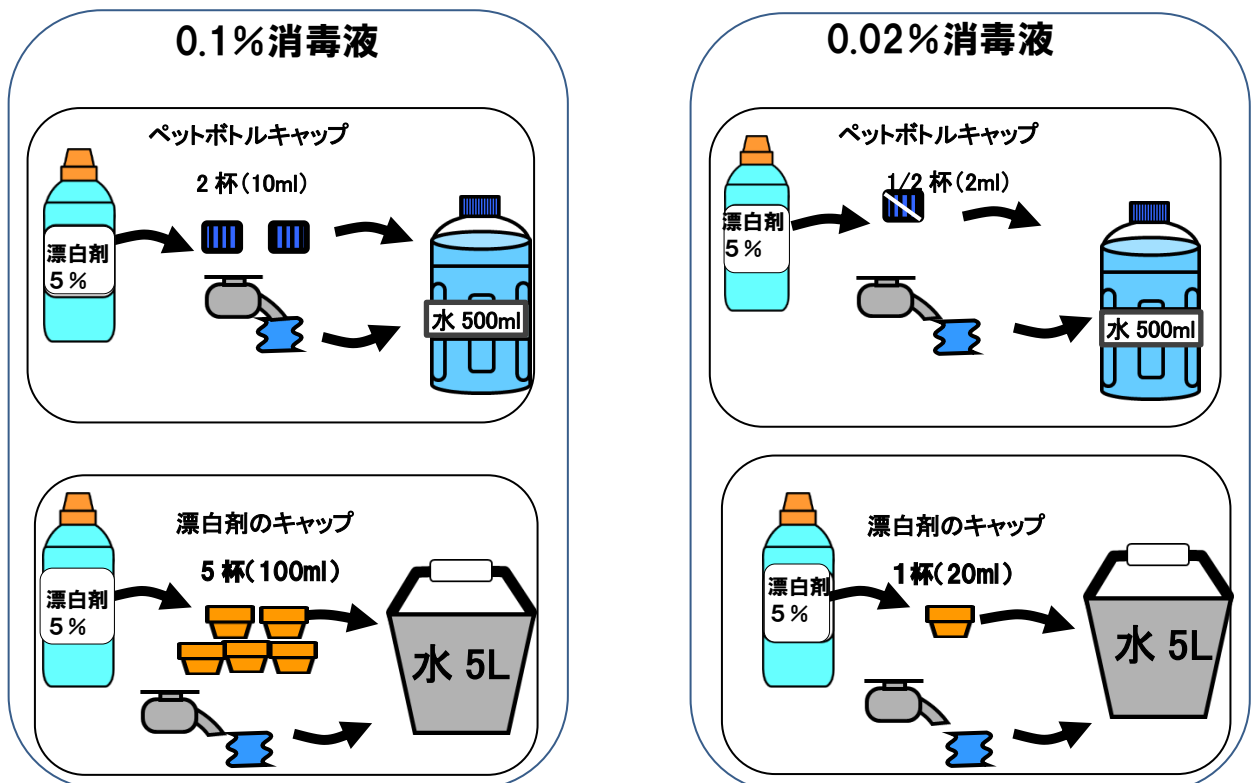 0.1％消毒液
ペットボトルキャップ
2 杯（10ml）
漂白剤
５％
水 500ml
漂白剤のキャップ
5 杯（100ml）
漂白剤
５％
水 5L
0.02％消毒液
ペットボトルキャップ
1/2 杯（2ml）
漂白剤
５％
水 500ml
漂白剤のキャップ
１杯（20ml）
漂白剤
５％
水 5L